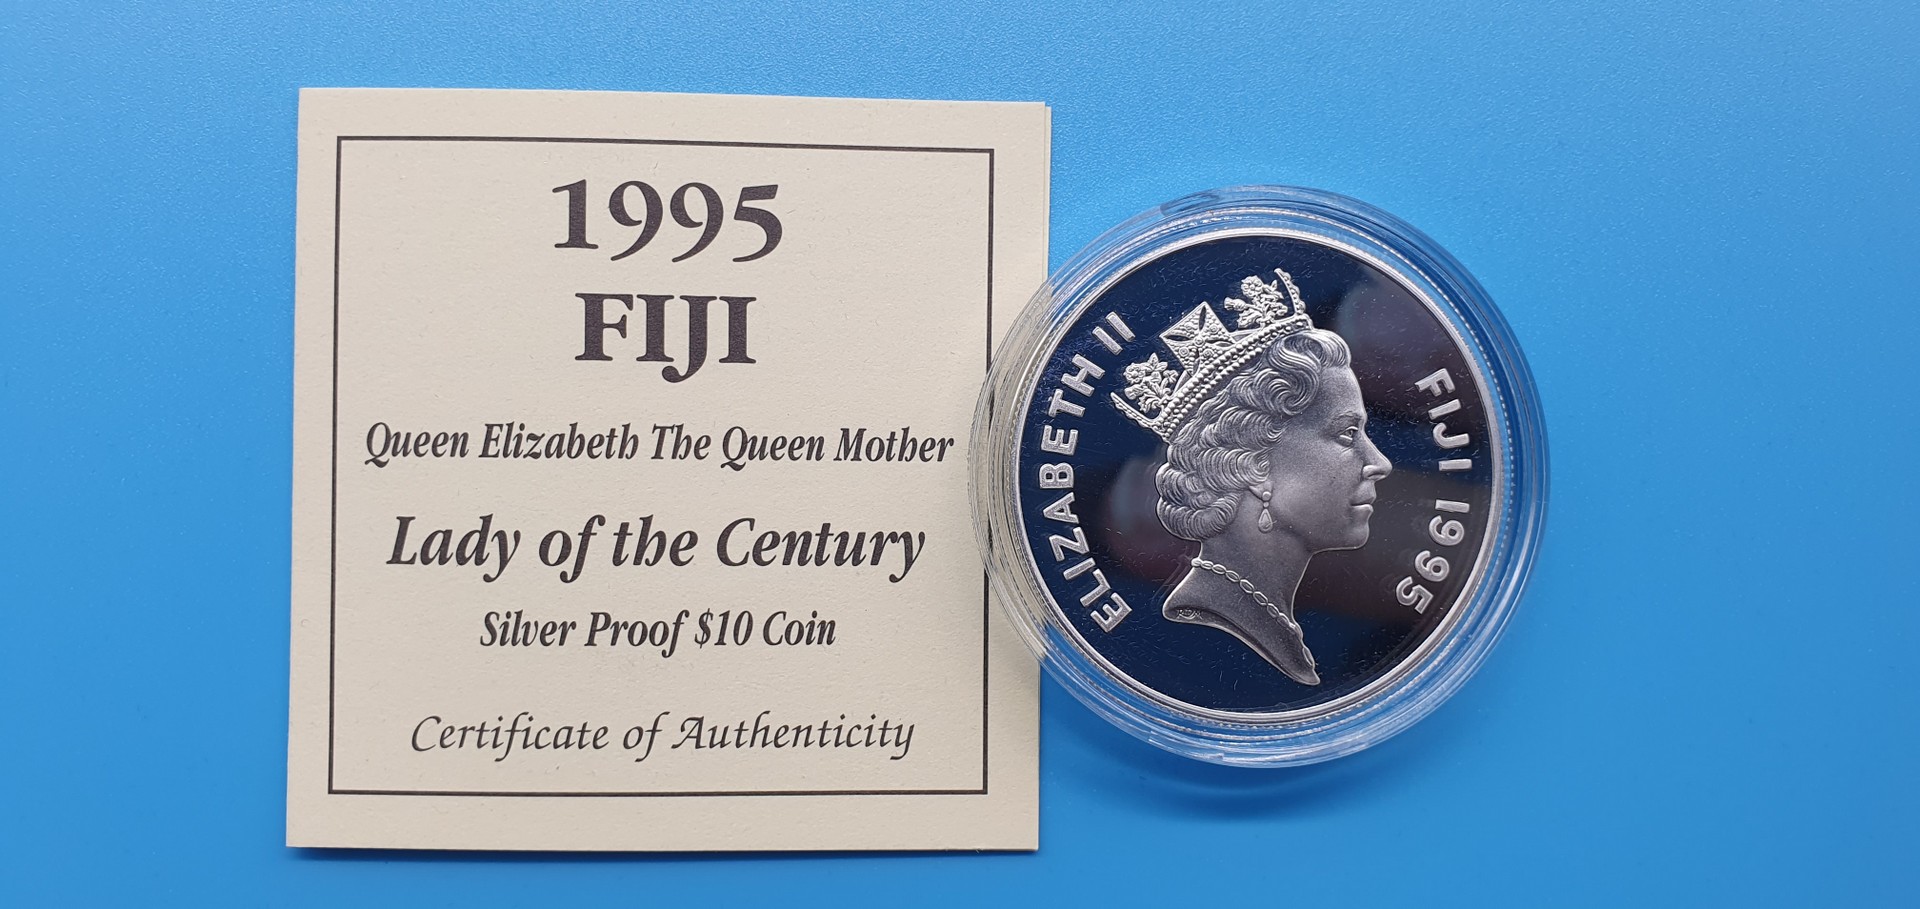 1995
FIJI
Queen Elizabeth The Queen Mother
Lady of the Century
Silver Proof $10 Coin
Certificate of Authenticity
ELIZABETH II
FIJI 1995